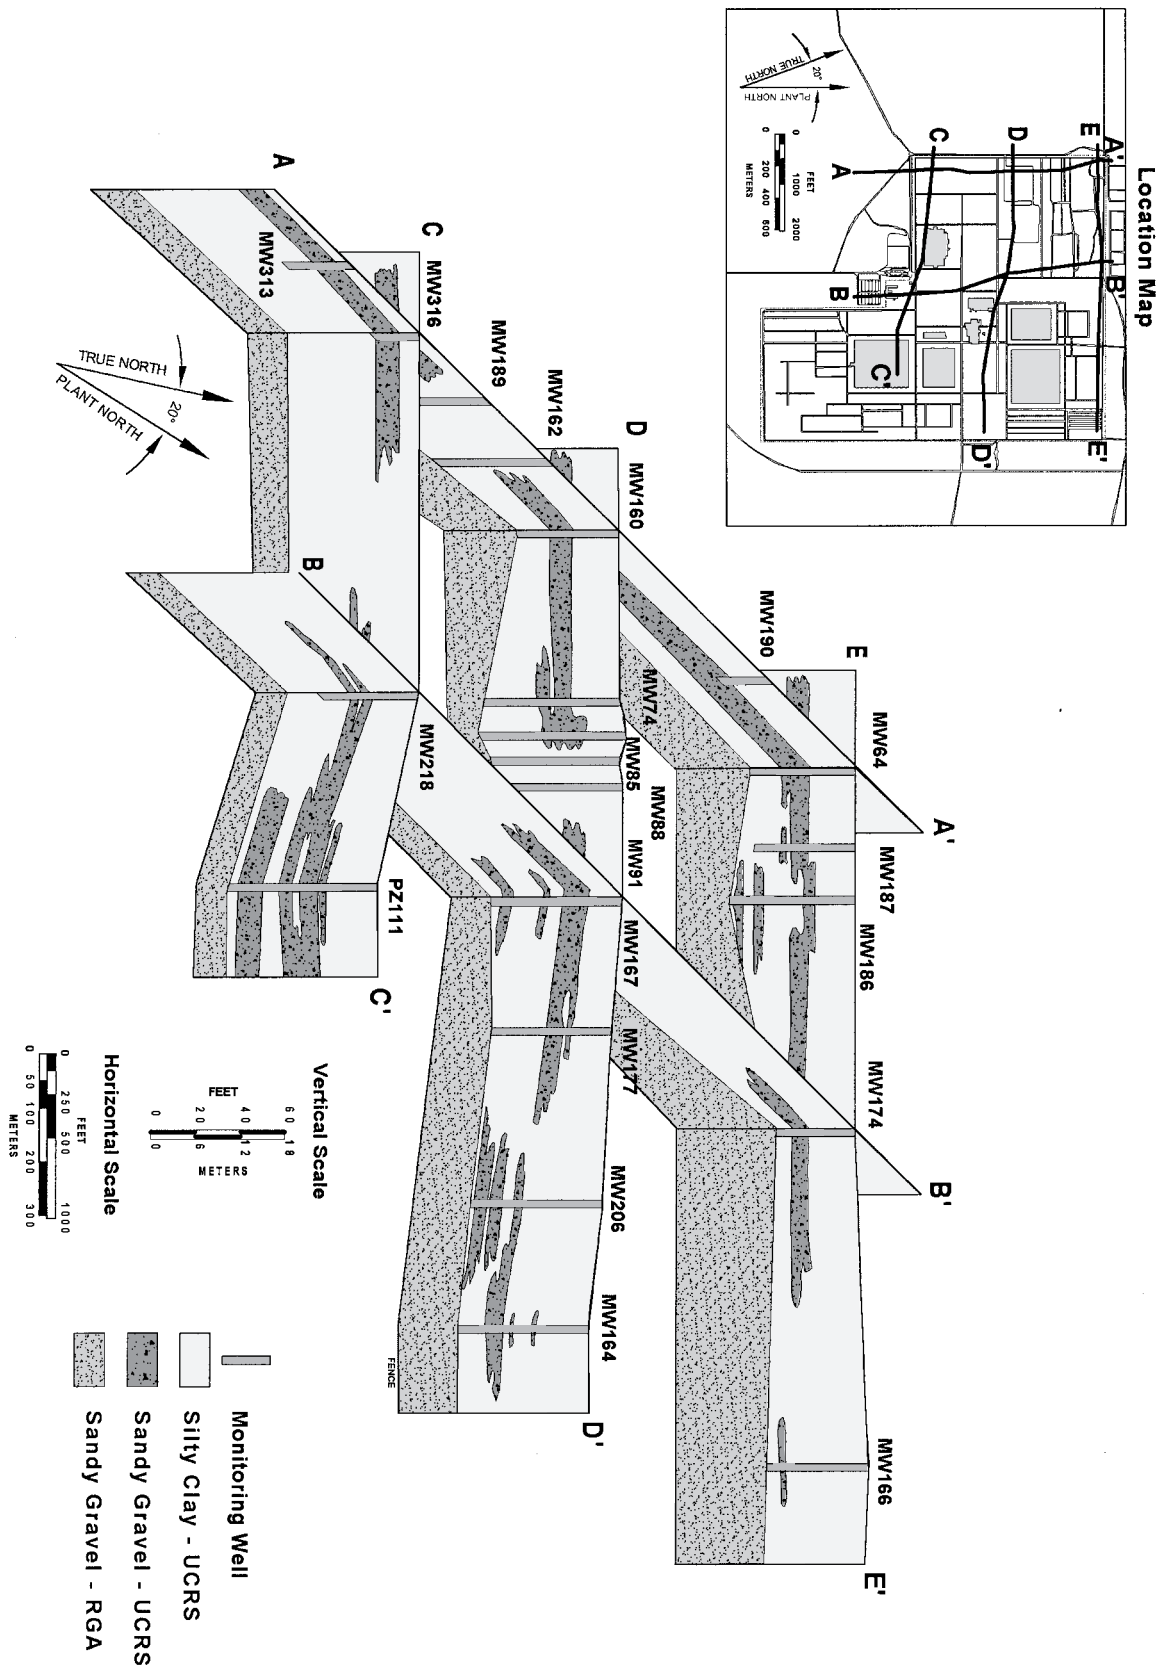 Location Map
A
A'
B
B'
C
C'
D
D'
E
E'
TRUE NORTH
20°
PLANT NORTH
FEET
0 1000 2000
0 200 400 600
METERS
A
C
D
E
A'
B
B'
C'
D'
E'
MW313
MW316
MW189
MW162
MW160
MW190
MW64
MW74
MW85
MW88
MW91
MW187
MW186
MW218
PZ111
MW167
MW177
MW174
MW206
MW164
MW166
FENCE
TRUE NORTH
20°
PLANT NORTH
Vertical Scale
FEET
0 20 40 60
0 6 12 18
METERS
Horizontal Scale
FEET
0 250 500 1000
0 50 100 200 300
METERS
Monitoring Well
Silty Clay - UCRS
Sandy Gravel - UCRS
Sandy Gravel - RGA